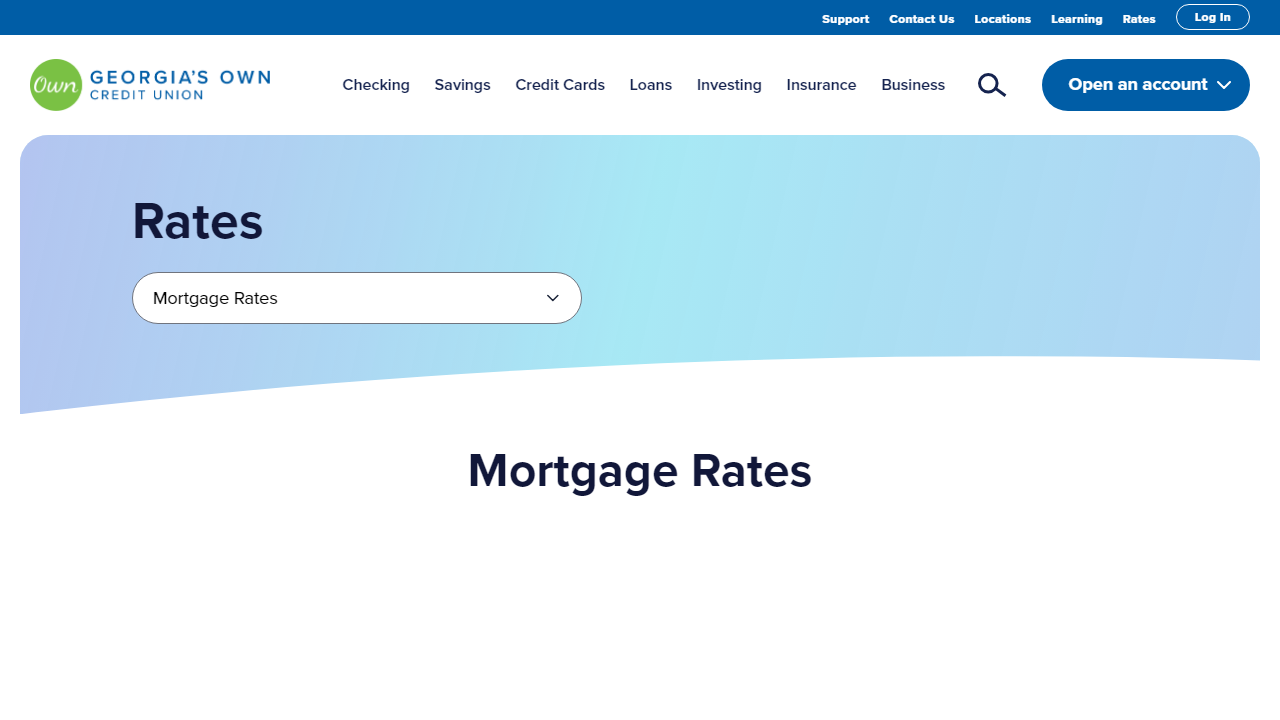 Support Contact Us Locations Learning Rates Log In
Own GEORGIA'S OWN
CREDIT UNION
Checking Savings Credit Cards Loans Investing Insurance Business Open an account
Rates
Mortgage Rates
Mortgage Rates